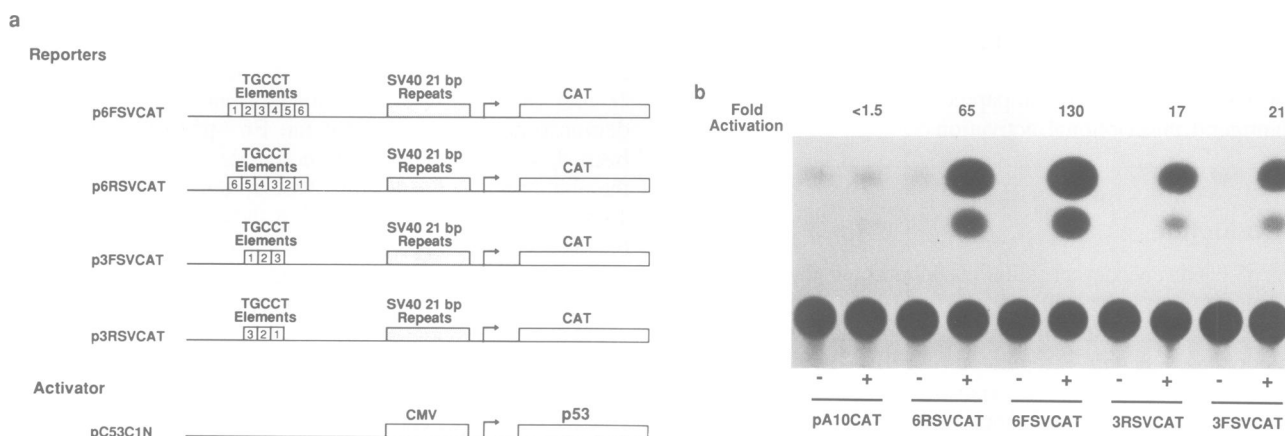 a
Reporters
TGCCT
Elements
SV40 21 bp
Repeats
CAT
p6FSVCAT
1 2 3 4 5 6
TGCCT
Elements
SV40 21 bp
Repeats
CAT
p6RSVCAT
6 5 4 3 2 1
TGCCT
Elements
SV40 21 bp
Repeats
CAT
p3FSVCAT
1 2 3
TGCCT
Elements
SV40 21 bp
Repeats
CAT
p3RSVCAT
3 2 1
Activator
CMV
p53
pC53C1N
b
Fold
Activation
<1.5 65 130 17 21
- + - + - + - + - +
pA10CAT 6RSVCAT 6FSVCAT 3RSVCAT 3FSVCAT